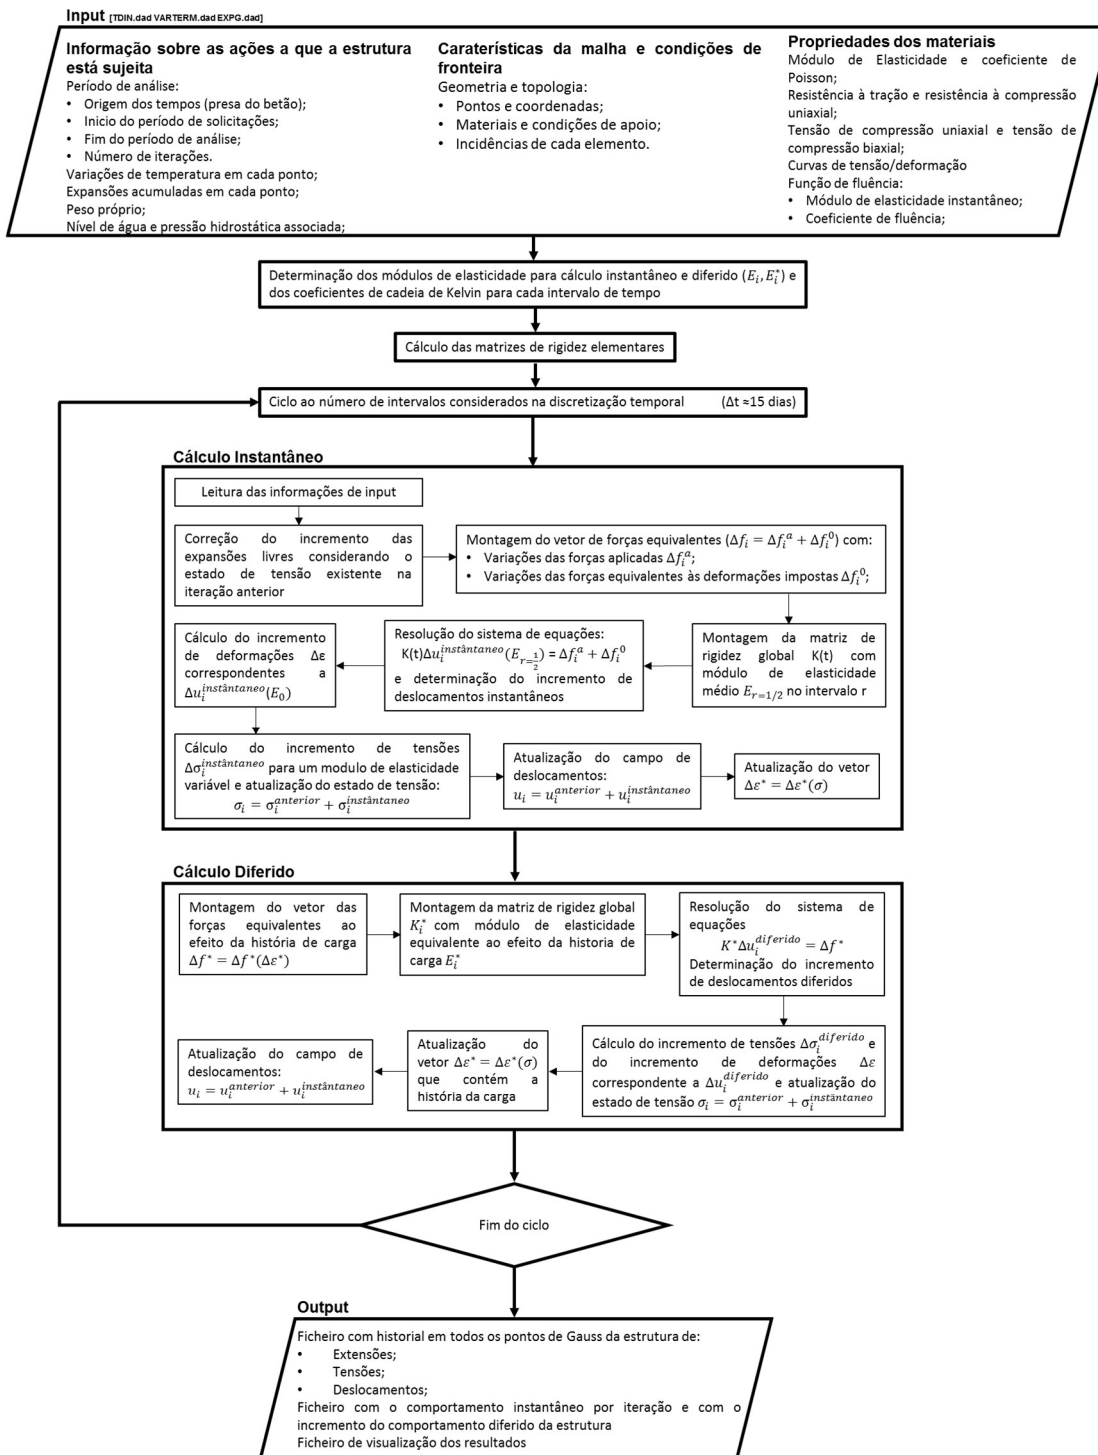 Input [TDIN.dad VARTERM.dad EXPG.dad]
Informação sobre as ações a que a estrutura
está sujeita
Período de análise:
• Origem dos tempos (presa do betão);
• Inicio do período de solicitações;
• Fim do período de análise;
• Número de iterações.
Variações de temperatura em cada ponto;
Expansões acumuladas em cada ponto;
Peso próprio;
Nível de água e pressão hidrostática associada;
Caraterísticas da malha e condições de
fronteira
Geometria e topologia:
• Pontos e coordenadas;
• Materiais e condições de apoio;
• Incidências de cada elemento.
Propriedades dos materiais
Módulo de Elasticidade e coeficiente de
Poisson;
Resistência à tração e resistência à compressão
uniaxial;
Tensão de compressão uniaxial e tensão de
compressão biaxial;
Curvas de tensão/deformação
Função de fluência:
• Módulo de elasticidade instantâneo;
• Coeficiente de fluência;
Determinação dos módulos de elasticidade para cálculo instantâneo e diferido (E_i, E_i^*) e
dos coeficientes de cadeia de Kelvin para cada intervalo de tempo
Cálculo das matrizes de rigidez elementares
Ciclo ao número de intervalos considerados na discretização temporal (Δt ≈15 dias)
Cálculo Instantâneo
Leitura das informações de input
Correção do incremento das
expansões livres considerando o
estado de tensão existente na
iteração anterior
Montagem do vetor de forças equivalentes (Δf_i = Δf_i^a + Δf_i^0) com:
• Variações das forças aplicadas Δf_i^a;
• Variações das forças equivalentes às deformações impostas Δf_i^0;
Montagem da matriz de
rigidez global K(t) com
módulo de elasticidade
médio E_{r=1/2} no intervalo r
Resolução do sistema de equações:
K(t)Δu_i^{instântaneo}(E_{r=1/2}) = Δf_i^a + Δf_i^0
e determinação do incremento de
deslocamentos instantâneos
Cálculo do incremento
de deformações Δε
correspondentes a
Δu_i^{instântaneo}(E_0)
Cálculo do incremento de tensões
Δσ_i^{instântaneo} para um modulo de elasticidade
variável e atualização do estado de tensão:
σ_i = σ_i^{anterior} + σ_i^{instântaneo}
Atualização do campo de
deslocamentos:
u_i = u_i^{anterior} + u_i^{instântaneo}
Atualização do vetor
Δε* = Δε*(σ)
Cálculo Diferido
Montagem do vetor das
forças equivalentes ao
efeito da história de carga
Δf* = Δf*(Δε*)
Montagem da matriz de rigidez global
K_i^* com módulo de elasticidade
equivalente ao efeito da historia de
carga E_i^*
Resolução do sistema de
equações
K*Δu_i^{diferido} = Δf*
Determinação do incremento
de deslocamentos diferidos
Cálculo do incremento de tensões Δσ_i^{diferido} e
do incremento de deformações Δε
correspondente a Δu_i^{diferido} e atualização do
estado de tensão σ_i = σ_i^{anterior} + σ_i^{instântaneo}
Atualização do
vetor Δε* = Δε*(σ)
que contém a
história da carga
Atualização do campo de
deslocamentos:
u_i = u_i^{anterior} + u_i^{instântaneo}
Fim do ciclo
Output
Ficheiro com historial em todos os pontos de Gauss da estrutura de:
• Extensões;
• Tensões;
• Deslocamentos;
Ficheiro com o comportamento instantâneo por iteração e com o
incremento do comportamento diferido da estrutura
Ficheiro de visualização dos resultados